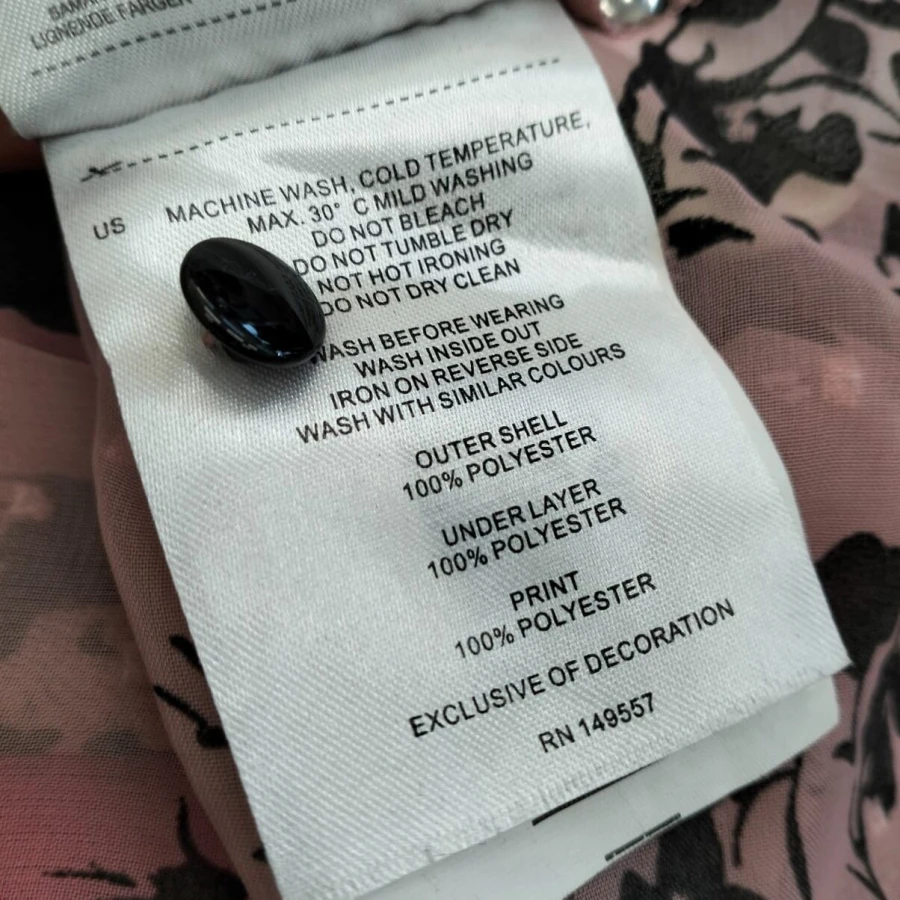 LIGNENDE FARGER
US
MACHINE WASH, COLD TEMPERATURE,
MAX. 30° C MILD WASHING
DO NOT BLEACH
DO NOT TUMBLE DRY
NOT HOT IRONING
DO NOT DRY CLEAN
WASH BEFORE WEARING
WASH INSIDE OUT
IRON ON REVERSE SIDE
WASH WITH SIMILAR COLOURS
OUTER SHELL
100% POLYESTER
UNDER LAYER
100% POLYESTER
PRINT
100% POLYESTER
EXCLUSIVE OF DECORATION
RN 149557